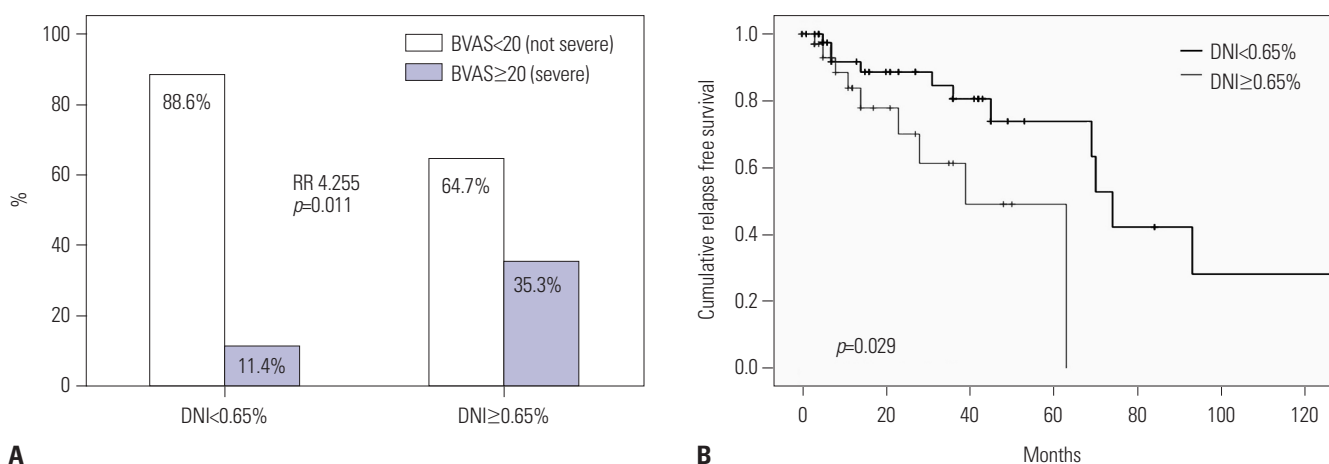 100
80
60
40
20
0
%
BVAS<20 (not severe)
BVAS≥20 (severe)
88.6%
11.4%
RR 4.255
p=0.011
64.7%
35.3%
DNI<0.65%
DNI≥0.65%
A
1.0
0.8
0.6
0.4
0.2
0.0
Cumulative relapse free survival
DNI<0.65%
DNI≥0.65%
p=0.029
0 20 40 60 80 100 120
Months
B